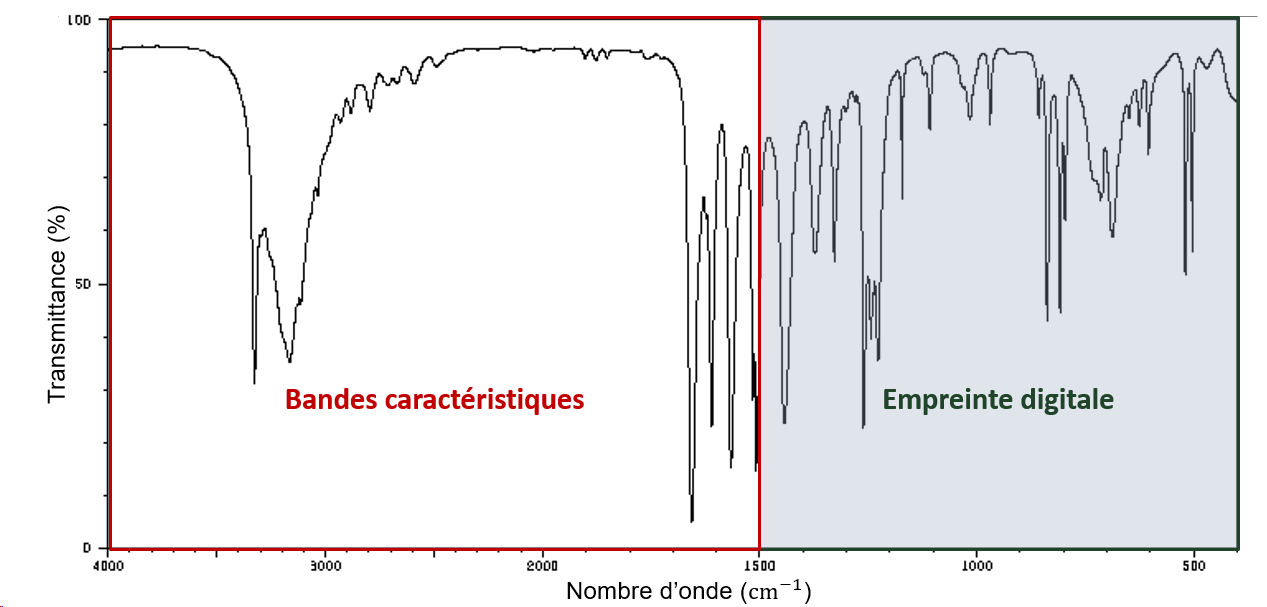 100
50
0
Transmittance (%)
Bandes caractéristiques
Empreinte digitale
4000 3000 2000 1500 1000 500
Nombre d’onde (cm⁻¹)